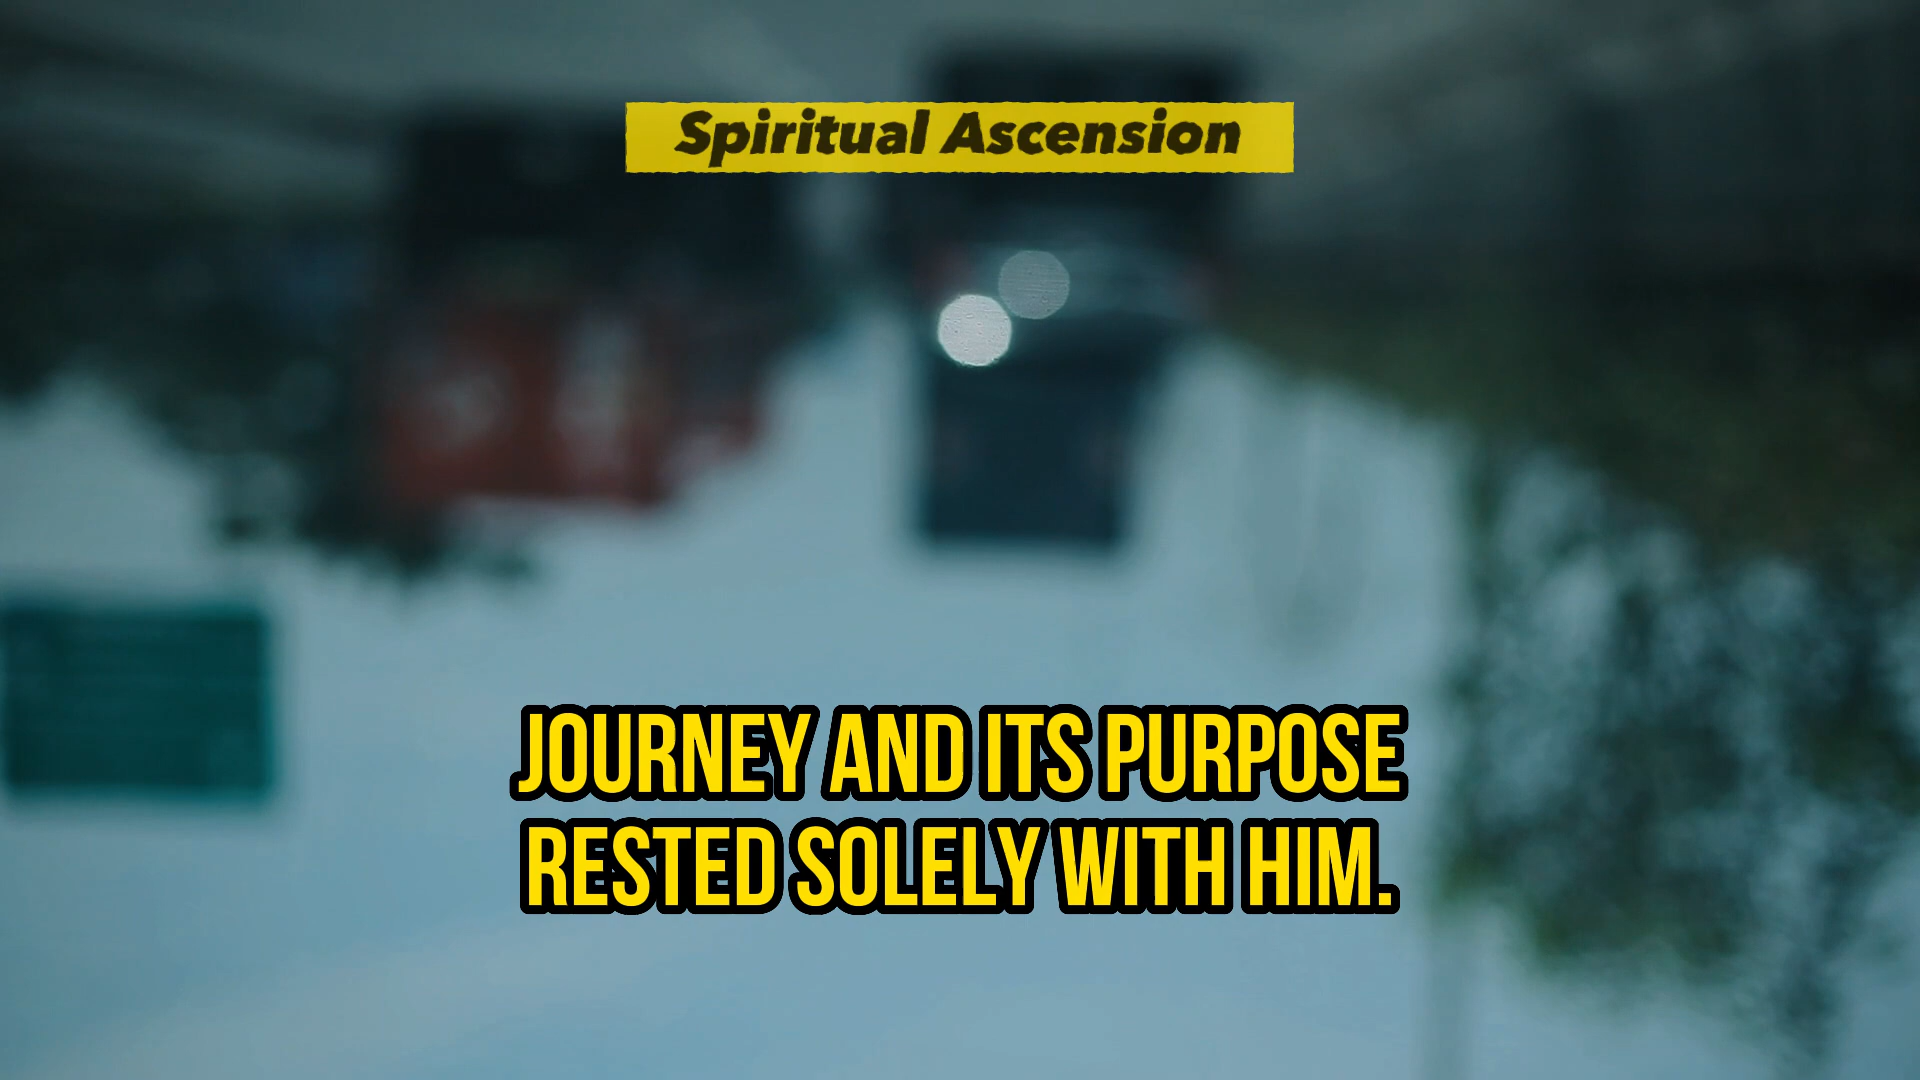 Spiritual Ascension
JOURNEY AND ITS PURPOSE
RESTED SOLELY WITH HIM.